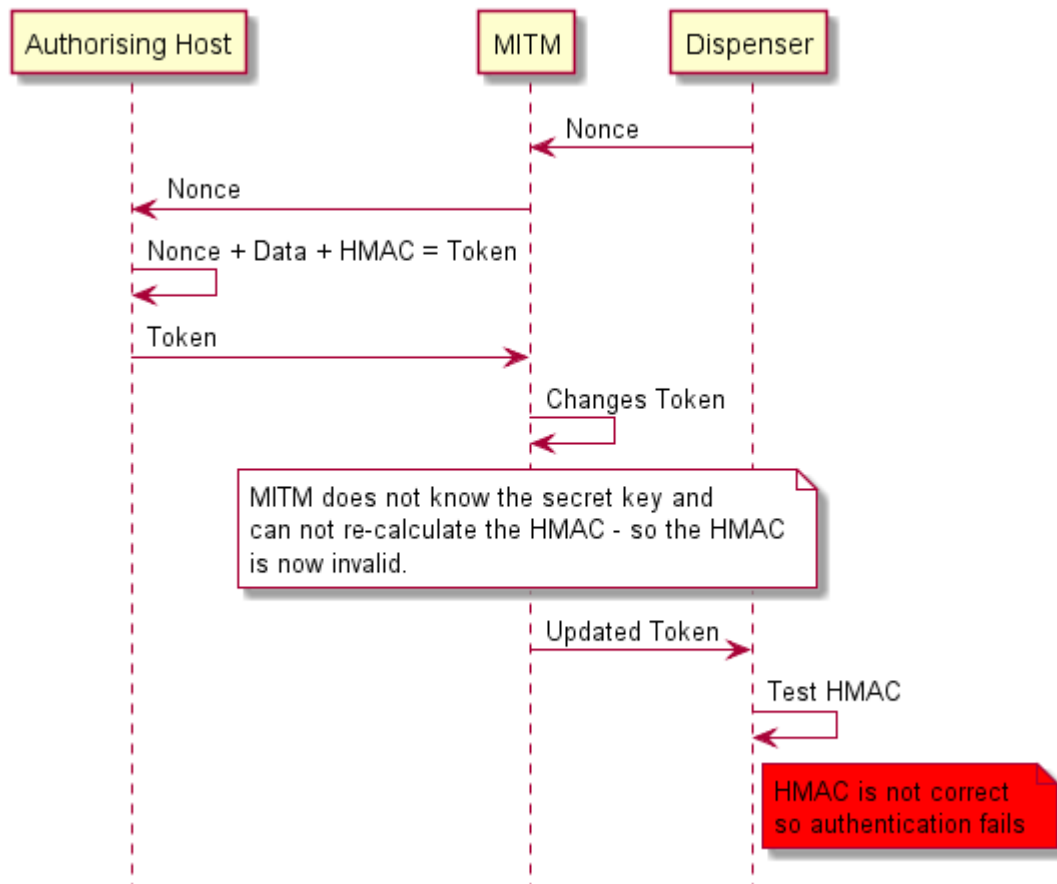 Authorising Host
MITM
Dispenser
Nonce
Nonce
Nonce + Data + HMAC = Token
Token
Changes Token
MITM does not know the secret key and
can not re-calculate the HMAC - so the HMAC
is now invalid.
Updated Token
Test HMAC
HMAC is not correct
so authentication fails